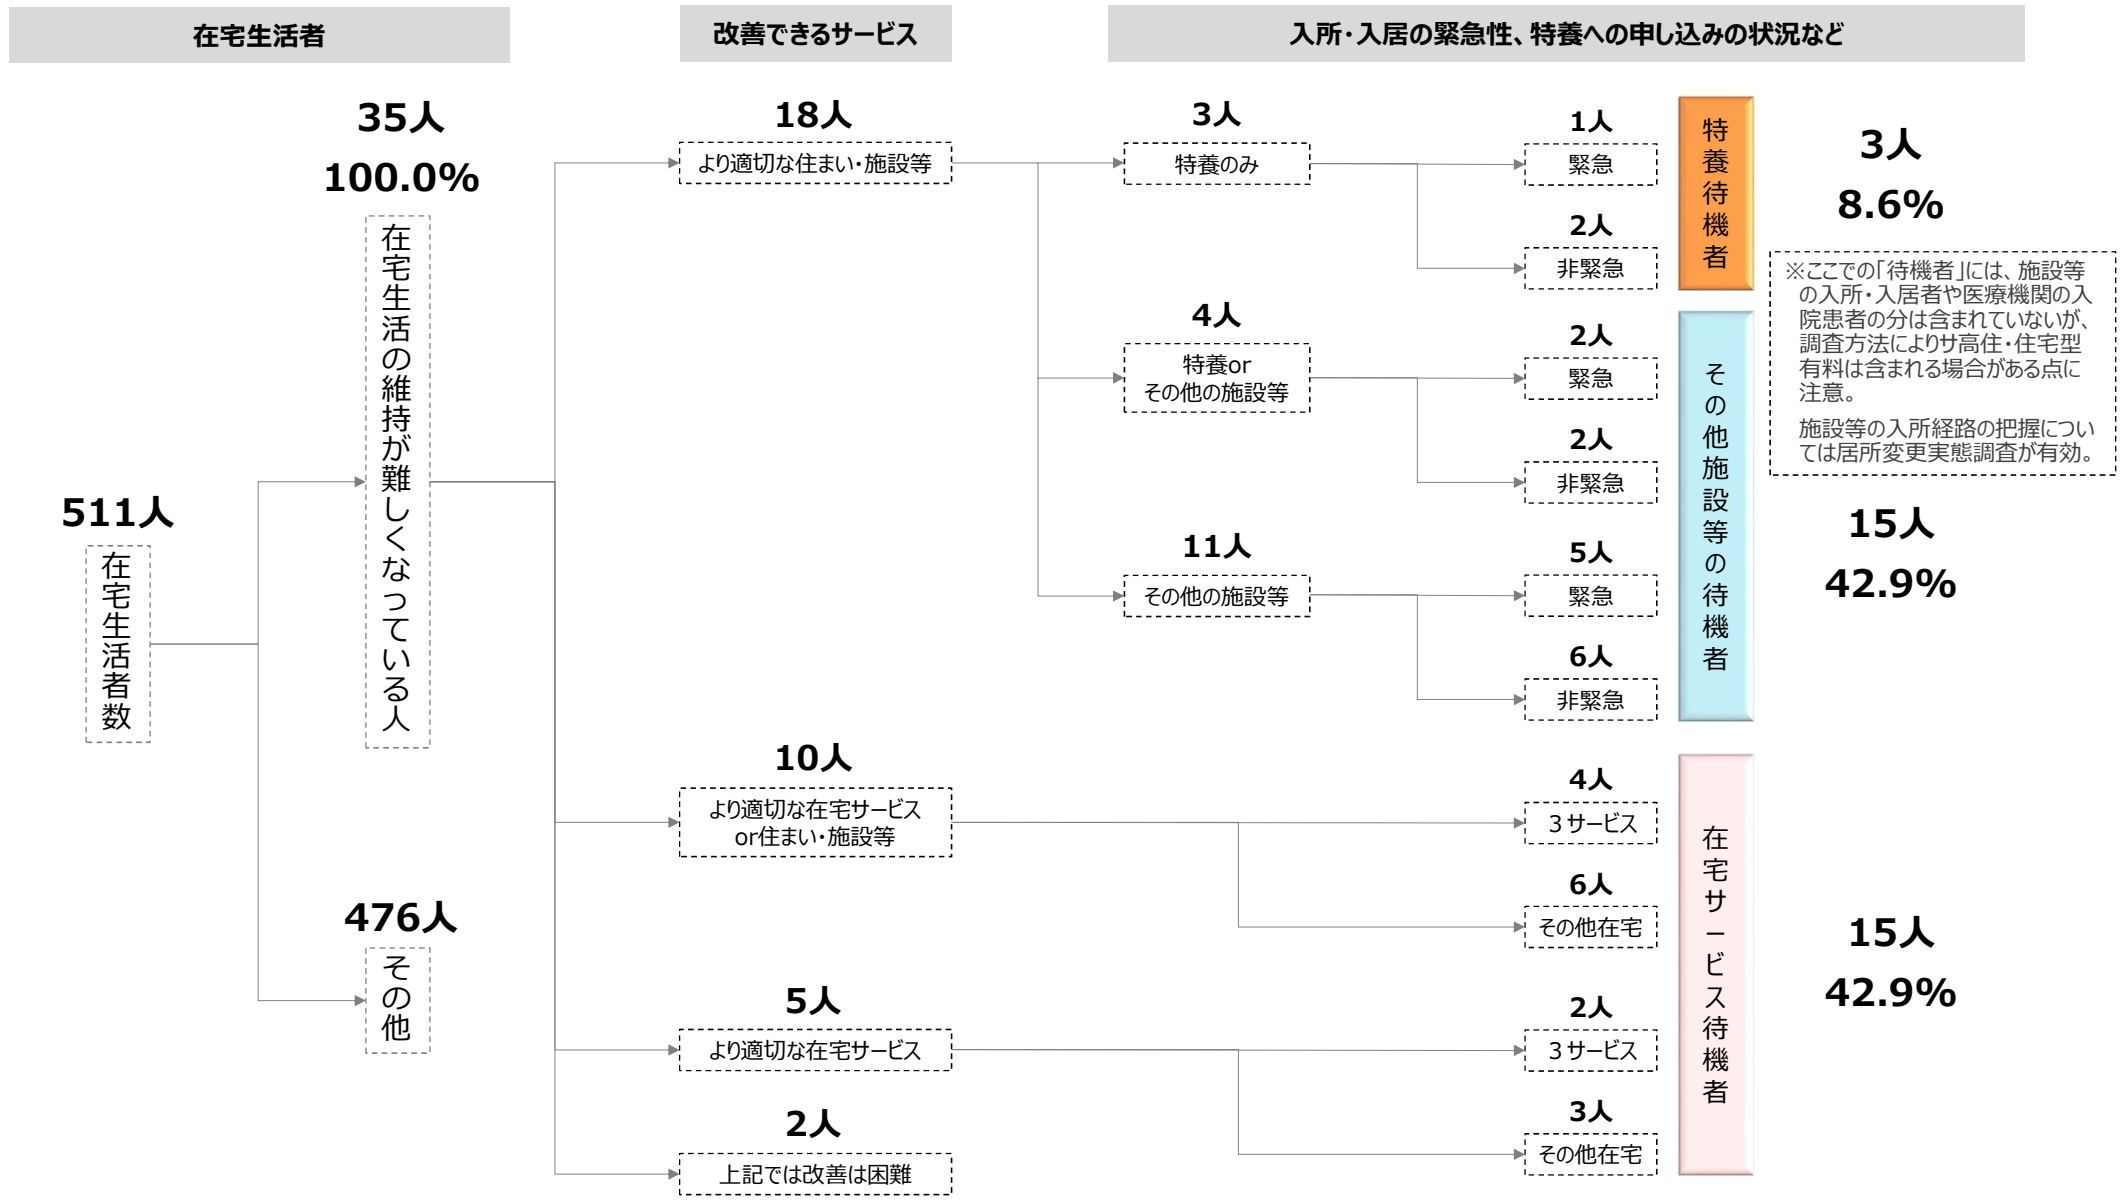 在宅生活者
改善できるサービス
入所・入居の緊急性、特養への申し込みの状況など
511人
在宅生活者数
35人
100.0%
在宅生活の維持が難しくなっている人
476人
その他
18人
より適切な住まい・施設等
10人
より適切な在宅サービス
or住まい・施設等
5人
より適切な在宅サービス
2人
上記では改善は困難
3人
特養のみ
4人
特養or
その他の施設等
11人
その他の施設等
1人
緊急
2人
非緊急
2人
緊急
2人
非緊急
5人
緊急
6人
非緊急
4人
3サービス
6人
その他在宅
2人
3サービス
3人
その他在宅
特養待機者
3人
8.6%
※ここでの「待機者」には、施設等
の入所・入居者や医療機関の入
院患者の分は含まれていないが、
調査方法によりサ高住・住宅型
有料は含まれる場合がある点に
注意。
施設等の入所経路の把握につい
ては居所変更実態調査が有効。
その他施設等の待機者
15人
42.9%
在宅サービス待機者
15人
42.9%